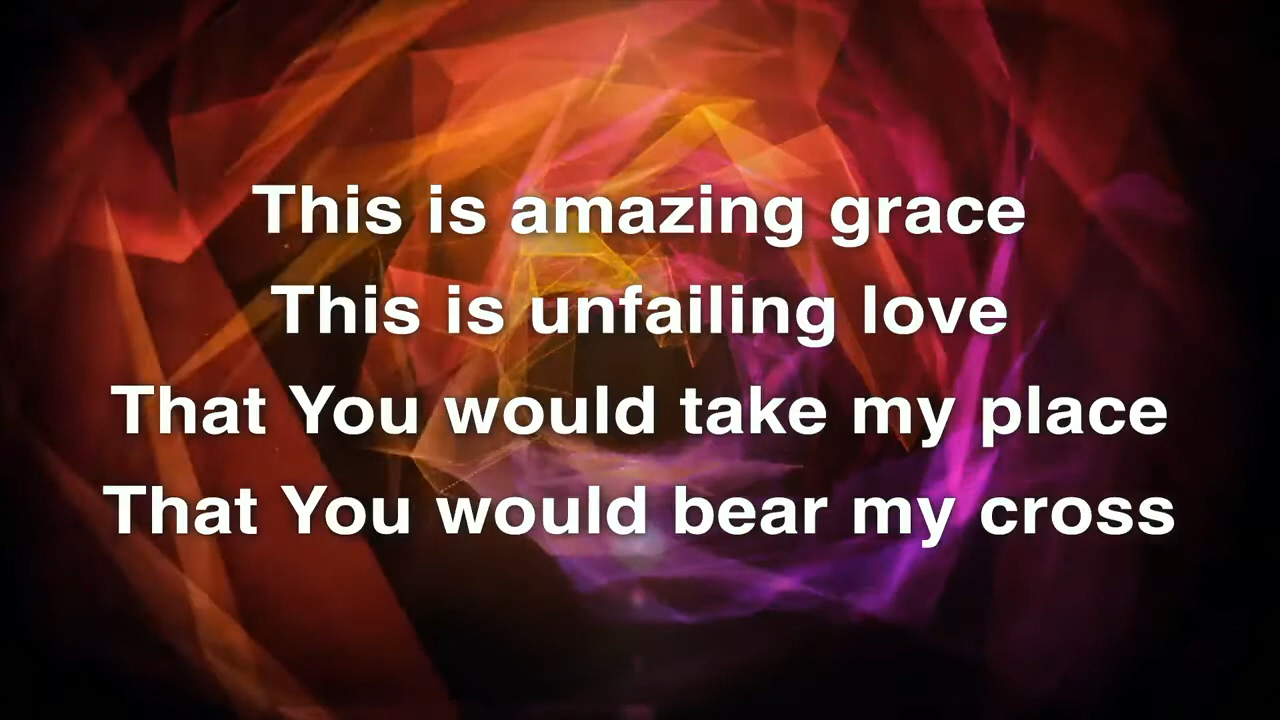 This is amazing grace
This is unfailing love
That You would take my place
That You would bear my cross